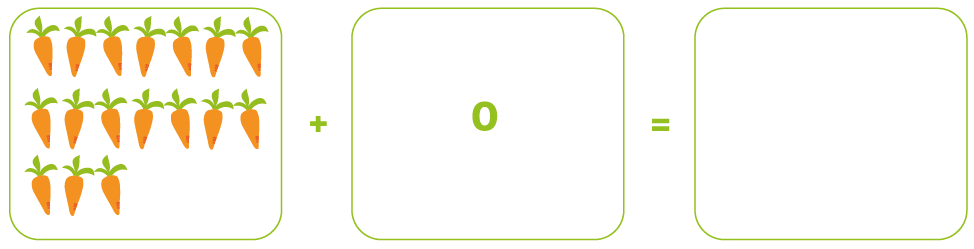 + 0 =